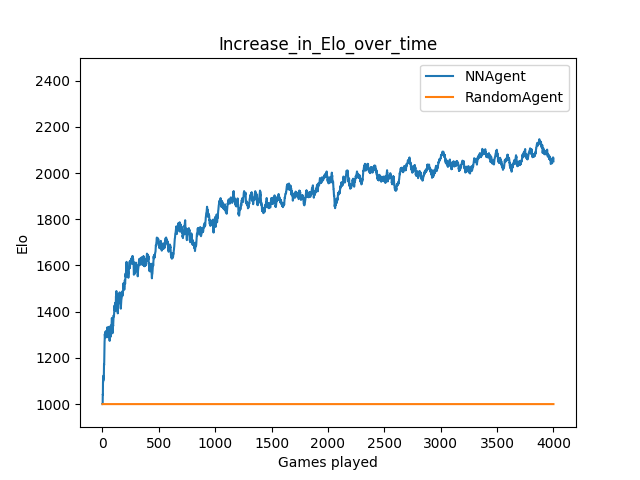 Increase_in_Elo_over_time
NNAgent
RandomAgent
2400
2200
2000
1800
1600
1400
1200
1000
Elo
0 500 1000 1500 2000 2500 3000 3500 4000
Games played